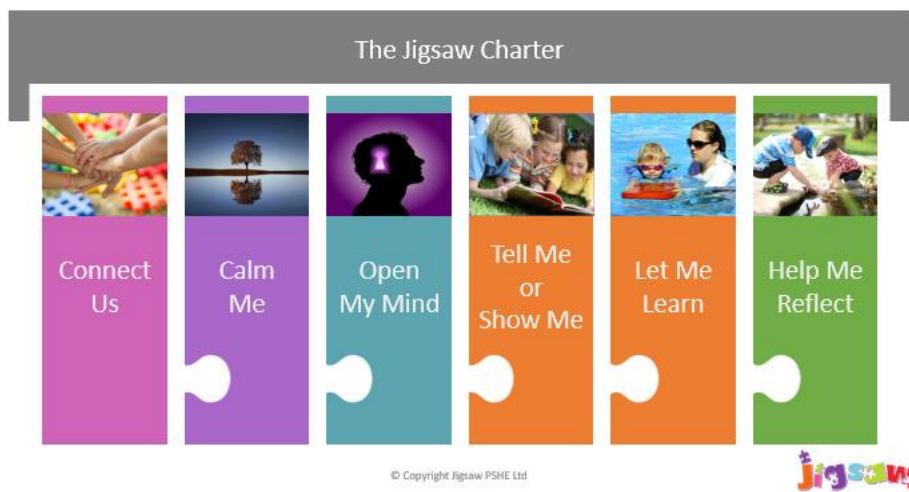 The Jigsaw Charter
Connect
Us
Calm
Me
Open
My Mind
Tell Me
or
Show Me
Let Me
Learn
Help Me
Reflect
© Copyright Jigsaw PSHE Ltd
jigsaw